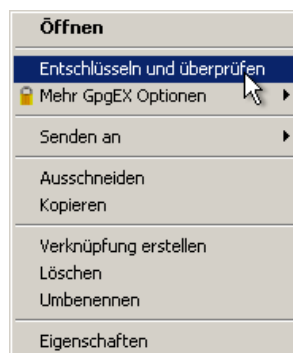 Öffnen
Entschlüsseln und überprüfen
Mehr GpgEX Optionen
Senden an
Ausschneiden
Kopieren
Verknüpfung erstellen
Löschen
Umbenennen
Eigenschaften